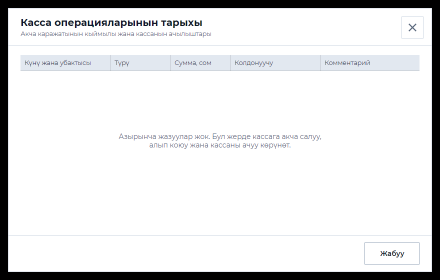 Касса операцияларынын тарыхы
Акча каражатынын кыймылы жана кассанын ачылыштары
Күнү жана убактысы Түрү Сумма, сом Колдонуучу Комментарий
Азырынча жазуулар жок. Бул жерде кассага акча салуу,
алып коюу жана кассаны ачуу көрүнөт.
Жабуу